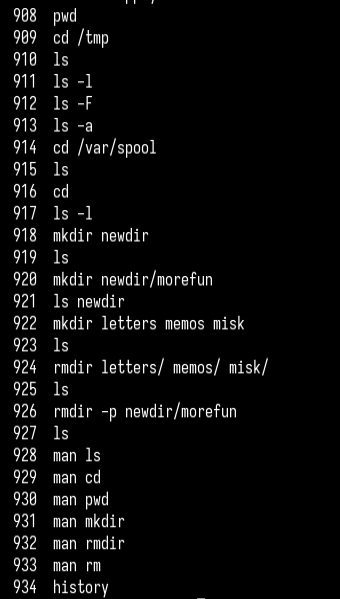 908 pwd
909 cd /tmp
910 ls
911 ls -l
912 ls -F
913 ls -a
914 cd /var/spool
915 ls
916 cd
917 ls -l
918 mkdir newdir
919 ls
920 mkdir newdir/morefun
921 ls newdir
922 mkdir letters memos misk
923 ls
924 rmdir letters/ memos/ misk/
925 ls
926 rmdir -p newdir/morefun
927 ls
928 man ls
929 man cd
930 man pwd
931 man mkdir
932 man rmdir
933 man rm
934 history